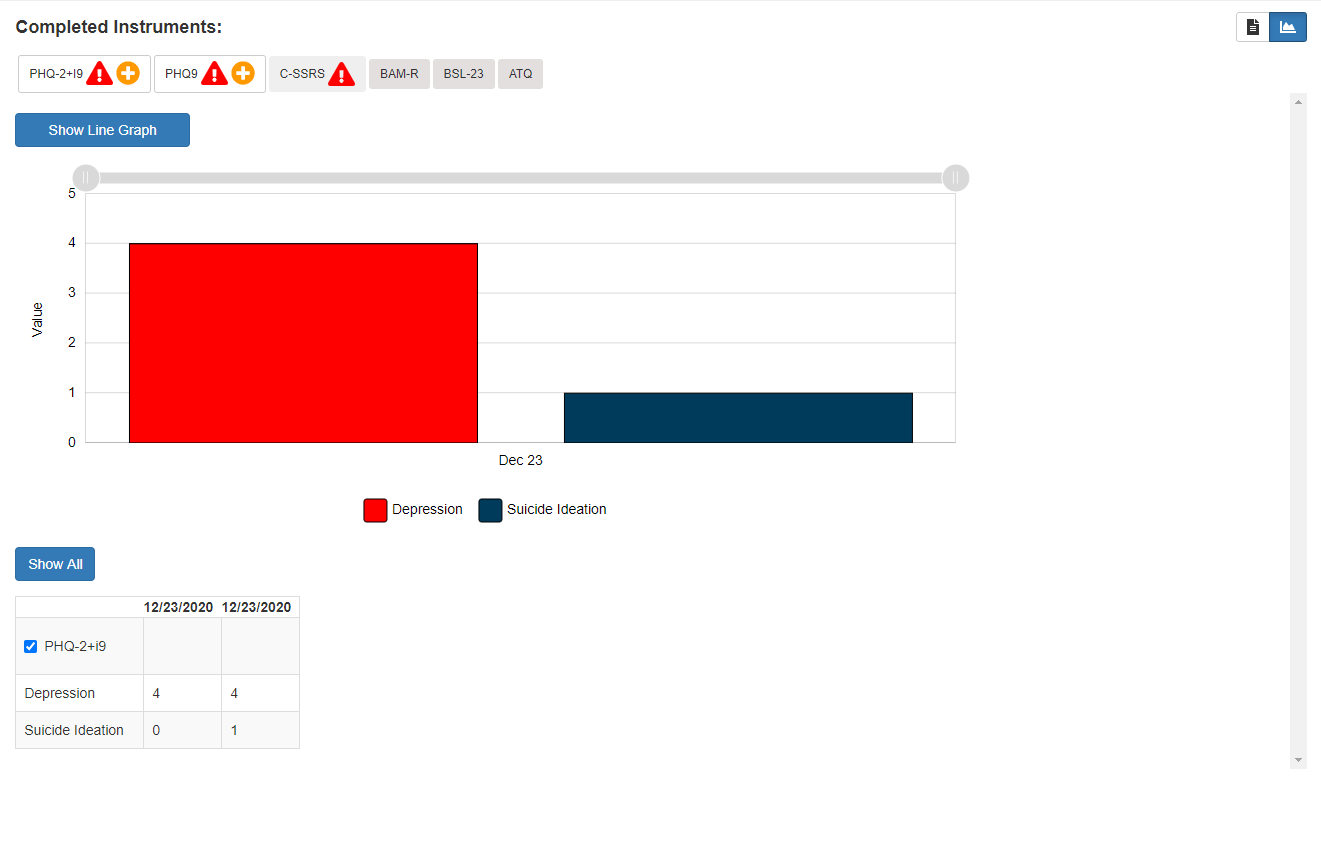 Completed Instruments:
PHQ-2+I9 PHQ9 C-SSRS BAM-R BSL-23 ATQ
Show Line Graph
5
4
3
2
1
0
Value
Dec 23
Depression Suicide Ideation
Show All
12/23/2020 12/23/2020
PHQ-2+i9
Depression 4 4
Suicide Ideation 0 1